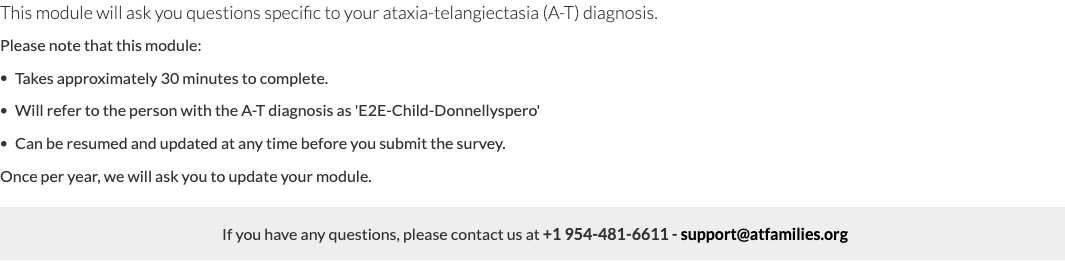 This module will ask you questions specific to your ataxia-telangiectasia (A-T) diagnosis.
Please note that this module:
• Takes approximately 30 minutes to complete.
• Will refer to the person with the A-T diagnosis as 'E2E-Child-Donnellyspero'
• Can be resumed and updated at any time before you submit the survey.
Once per year, we will ask you to update your module.
If you have any questions, please contact us at +1 954-481-6611 - support@atfamilies.org